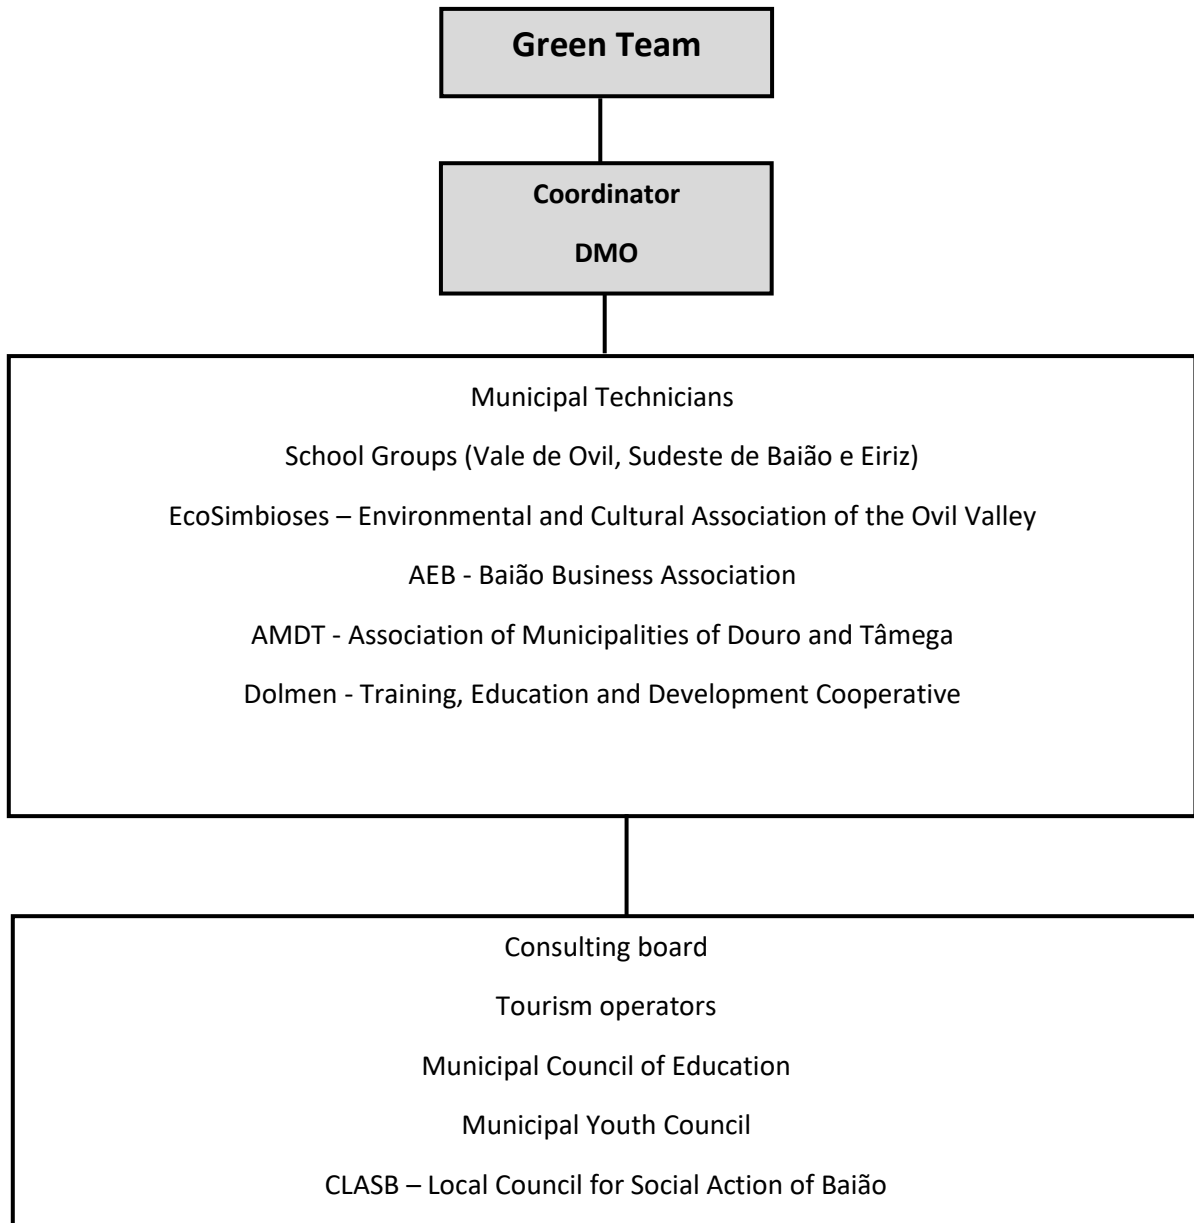 Green Team
Coordinator
DMO
Municipal Technicians
School Groups (Vale de Ovil, Sudeste de Baião e Eiriz)
EcoSimbioses – Environmental and Cultural Association of the Ovil Valley
AEB - Baião Business Association
AMDT - Association of Municipalities of Douro and Tâmega
Dolmen - Training, Education and Development Cooperative
Consulting board
Tourism operators
Municipal Council of Education
Municipal Youth Council
CLASB – Local Council for Social Action of Baião